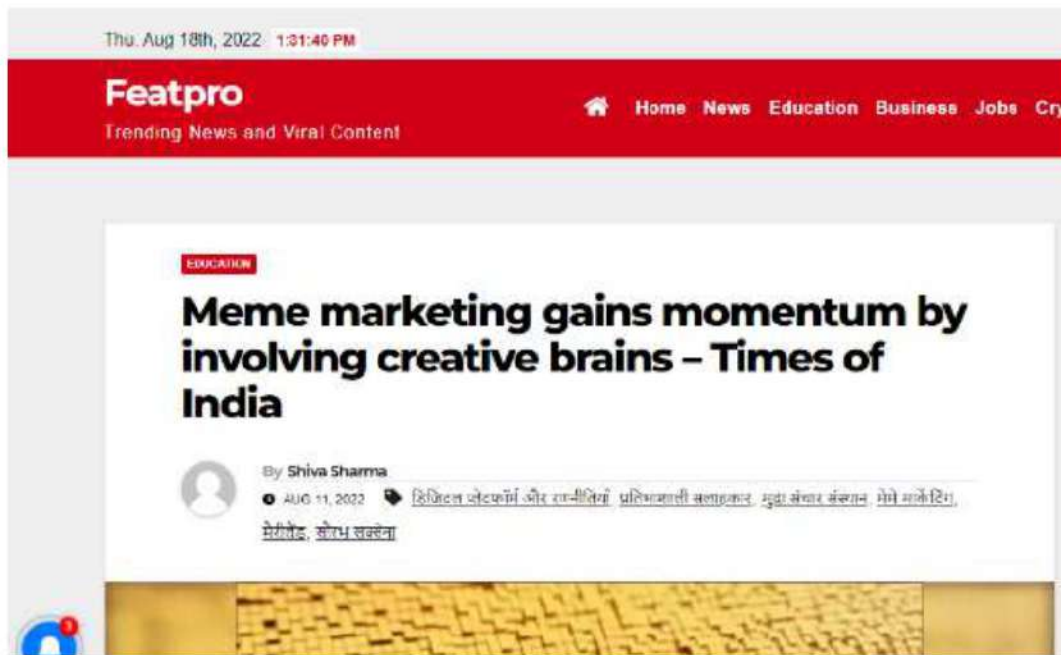 Thu. Aug 18th, 2022 1:31:40 PM
Featpro
Trending News and Viral Content
Home News Education Business Jobs Cry
EDUCATION
Meme marketing gains momentum by
involving creative brains – Times of
India
By Shiva Sharma
AUG 11, 2022 डिजिटल प्लेटफॉर्म और रणनीतियाँ, प्रतिभाशाली सलाहकार, मुद्रा संचार संस्थान, मेमे मार्केटिंग,
मैरीलैंड, सौरभ सक्सेना
3